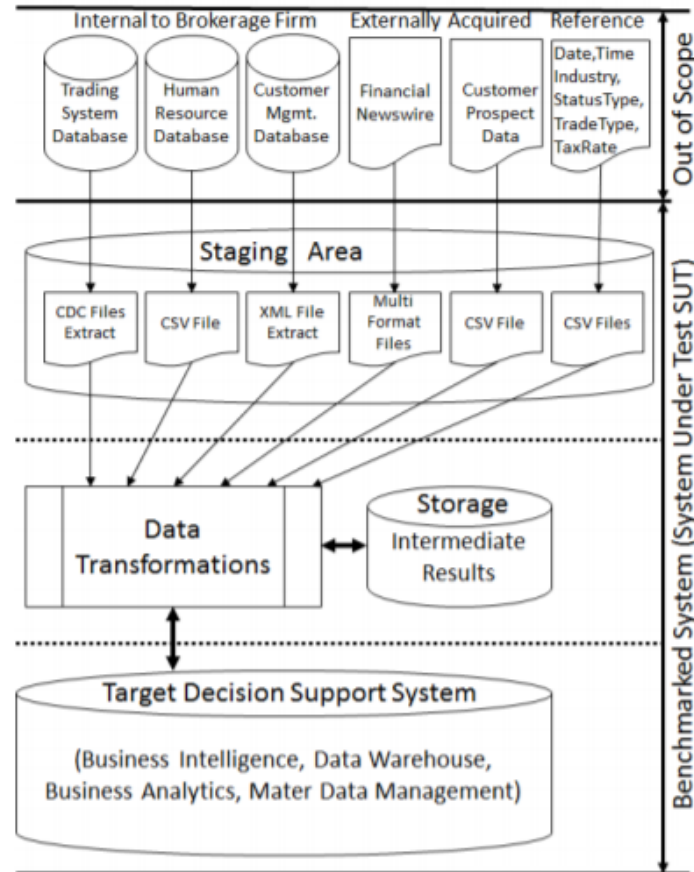 Internal to Brokerage Firm
Externally Acquired
Reference
Trading
System
Database
Human
Resource
Database
Customer
Mgmt.
Database
Financial
Newswire
Customer
Prospect
Data
Date,Time
Industry,
StatusType,
TradeType,
TaxRate
Out of Scope
Staging Area
CDC Files
Extract
CSV File
XML File
Extract
Multi
Format
Files
CSV File
CSV Files
Data
Transformations
Storage
Intermediate
Results
Target Decision Support System
(Business Intelligence, Data Warehouse,
Business Analytics, Mater Data Management)
Benchmarked System (System Under Test SUT)